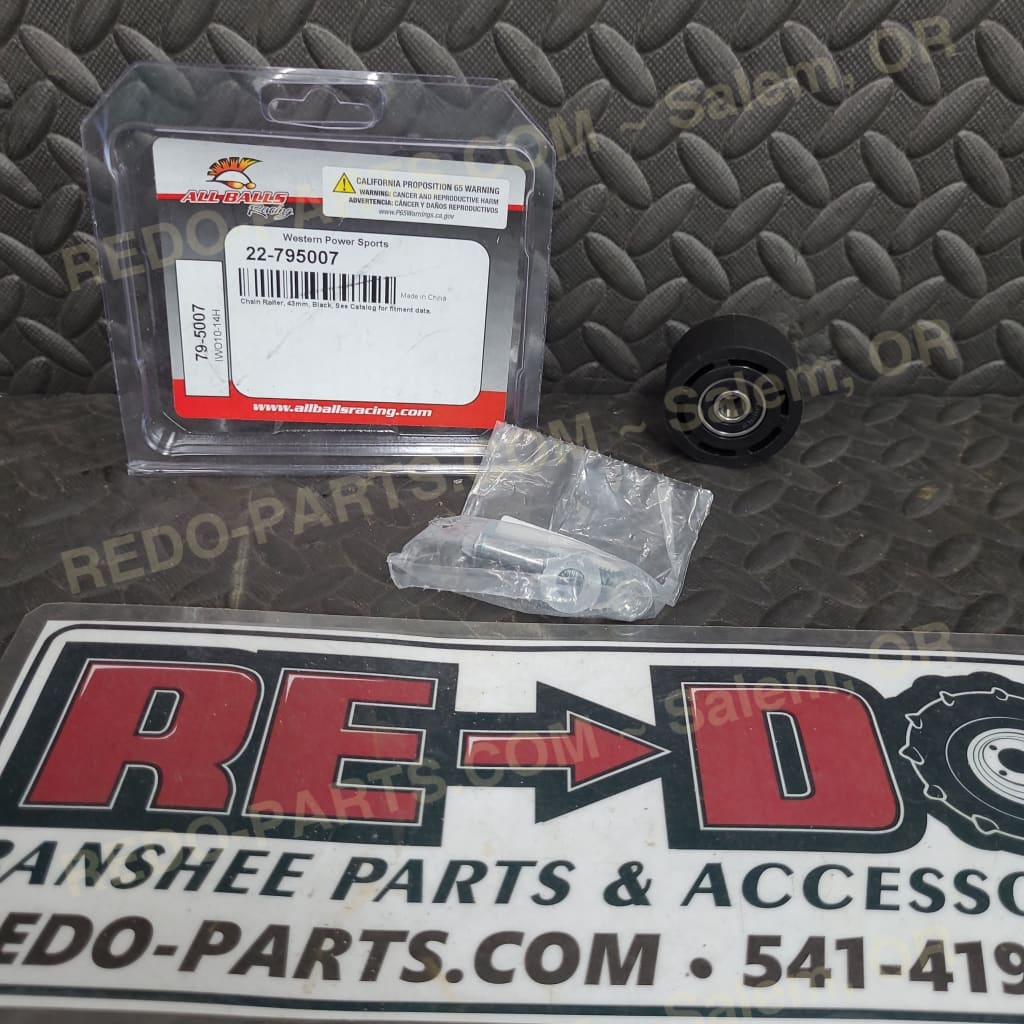 ALL BALLS
Racing
CALIFORNIA PROPOSITION 65 WARNING
WARNING: CANCER AND REPRODUCTIVE HARM
ADVERTENCIA: CÁNCER Y DAÑOS REPRODUCTIVOS
www.P65Warnings.ca.gov
Western Power Sports
22-795007
Made in China
Chain Roller, 43mm, Black, See Catalog for fitment data.
79-5007
IWO10-14H
www.allballsracing.com
REDO-PARTS.COM ~ Salem, OR
REDO-PARTS.COM ~ Salem, OR
REDO-PARTS.COM ~ Salem, OR
RE DO
ANSHEE PARTS & ACCESSO
EDO-PARTS.COM • 541-419